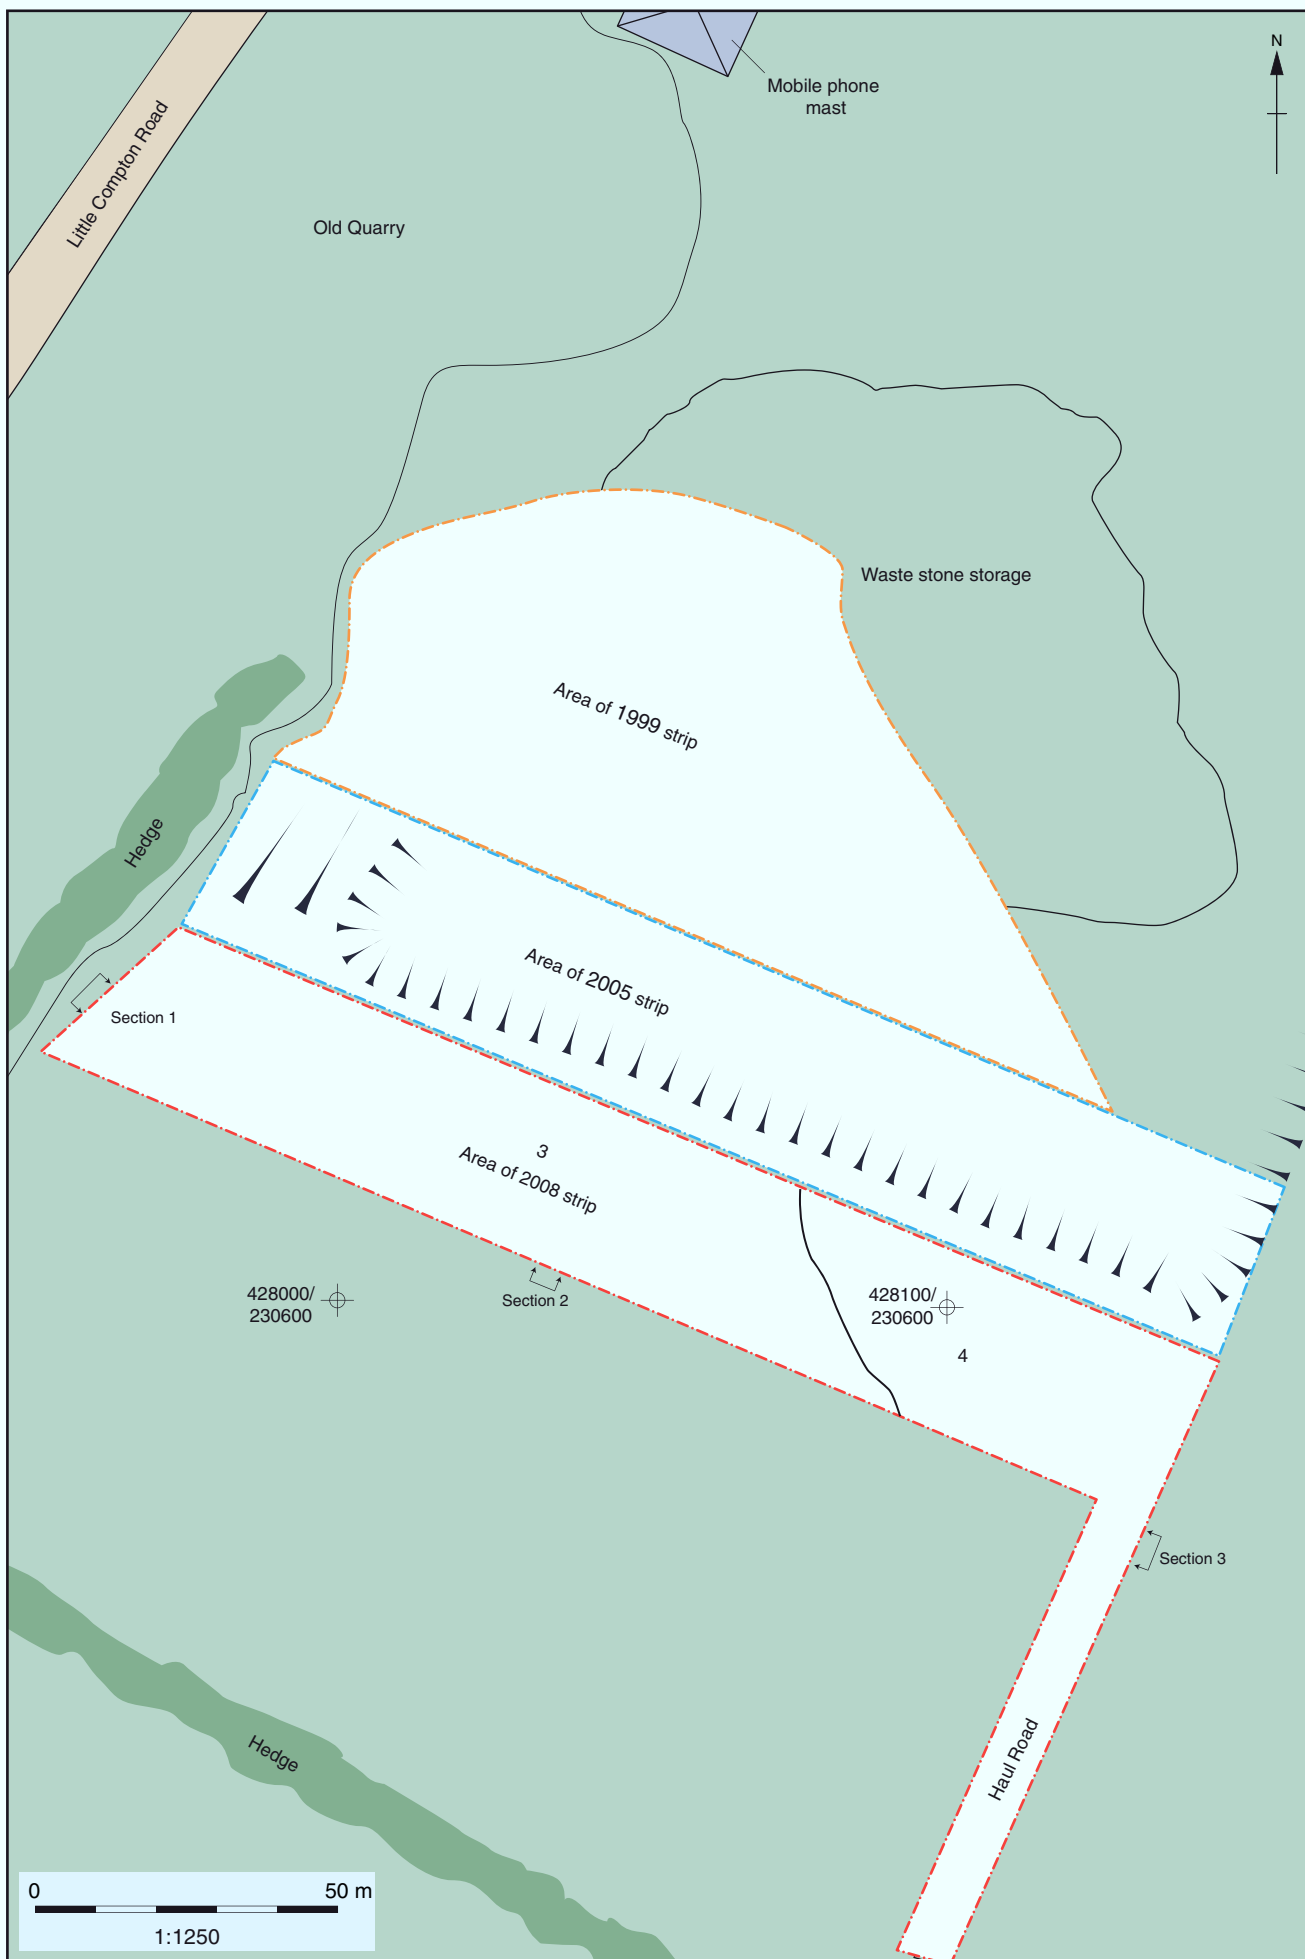 N
Mobile phone
mast
Little Compton Road
Old Quarry
Waste stone storage
Area of 1999 strip
Hedge
Area of 2005 strip
Section 1
3
Area of 2008 strip
428000/
230600
Section 2
428100/
230600
4
Section 3
Haul Road
Hedge
0 50 m
1:1250